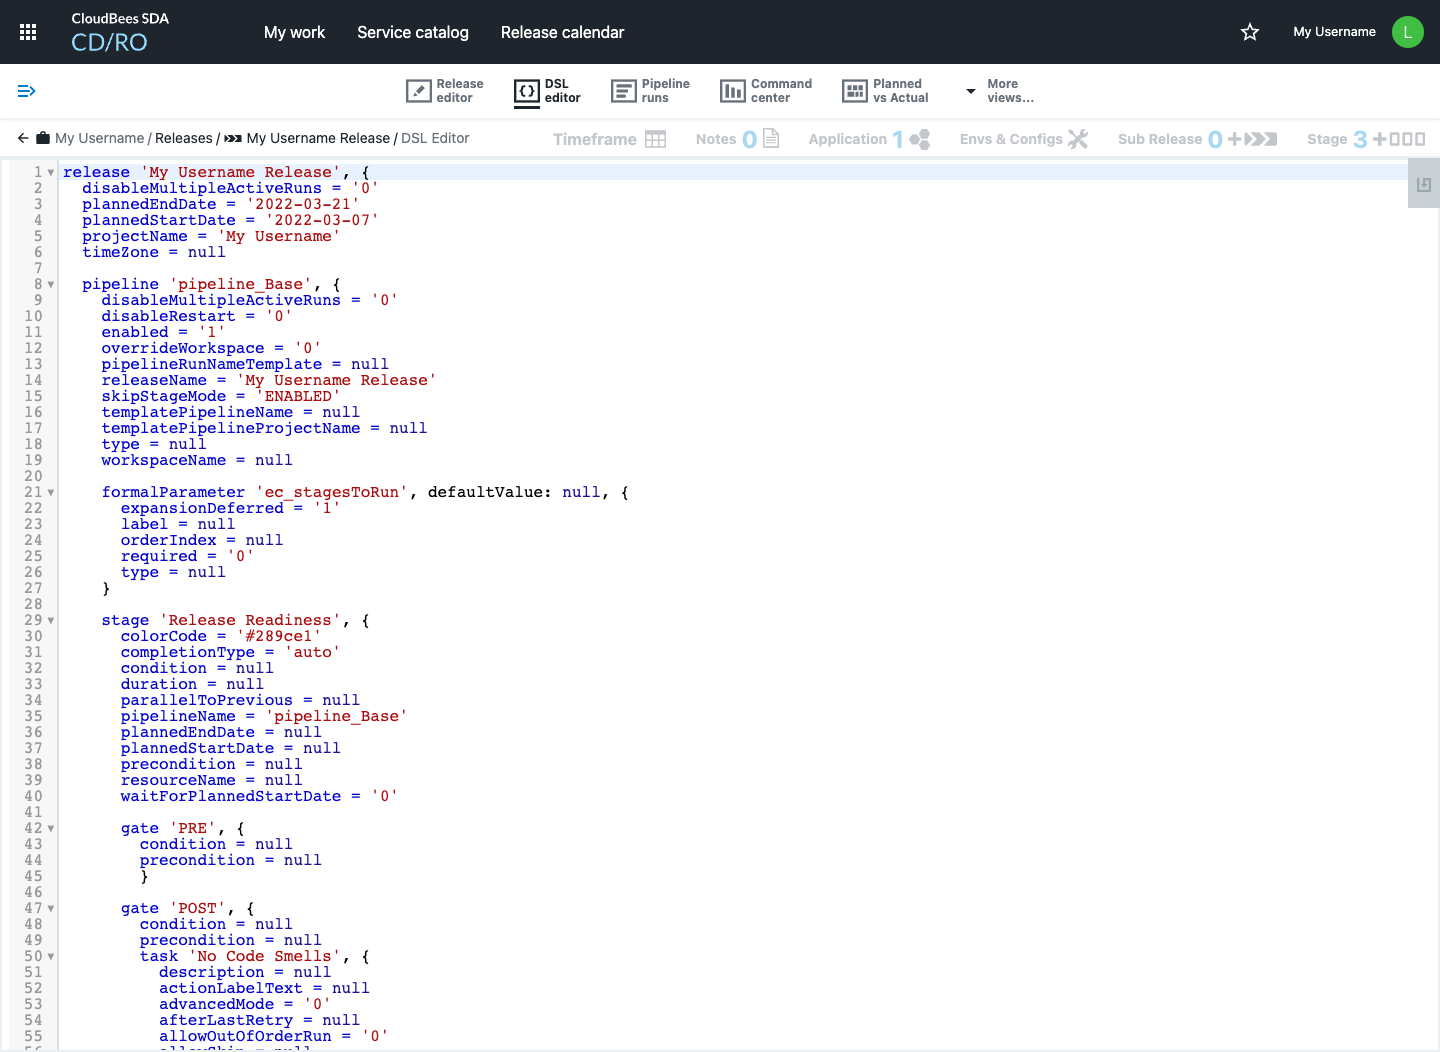 CloudBees SDA
CD/RO
My work
Service catalog
Release calendar
My Username
L
Release editor
DSL editor
Pipeline runs
Command center
Planned vs Actual
More views...
My Username / Releases / My Username Release / DSL Editor
Timeframe
Notes 0
Application 1
Envs & Configs
Sub Release 0
Stage 3
1 release 'My Username Release', {
2 disableMultipleActiveRuns = '0'
3 plannedEndDate = '2022-03-21'
4 plannedStartDate = '2022-03-07'
5 projectName = 'My Username'
6 timeZone = null
7
8 pipeline 'pipeline_Base', {
9 disableMultipleActiveRuns = '0'
10 disableRestart = '0'
11 enabled = '1'
12 overrideWorkspace = '0'
13 pipelineRunNameTemplate = null
14 releaseName = 'My Username Release'
15 skipStageMode = 'ENABLED'
16 templatePipelineName = null
17 templatePipelineProjectName = null
18 type = null
19 workspaceName = null
20
21 formalParameter 'ec_stagesToRun', defaultValue: null, {
22 expansionDeferred = '1'
23 label = null
24 orderIndex = null
25 required = '0'
26 type = null
27 }
28
29 stage 'Release Readiness', {
30 colorCode = '#289ce1'
31 completionType = 'auto'
32 condition = null
33 duration = null
34 parallelToPrevious = null
35 pipelineName = 'pipeline_Base'
36 plannedEndDate = null
37 plannedStartDate = null
38 precondition = null
39 resourceName = null
40 waitForPlannedStartDate = '0'
41
42 gate 'PRE', {
43 condition = null
44 precondition = null
45 }
46
47 gate 'POST', {
48 condition = null
49 precondition = null
50 task 'No Code Smells', {
51 description = null
52 actionLabelText = null
53 advancedMode = '0'
54 afterLastRetry = null
55 allowOutOfOrderRun = '0'